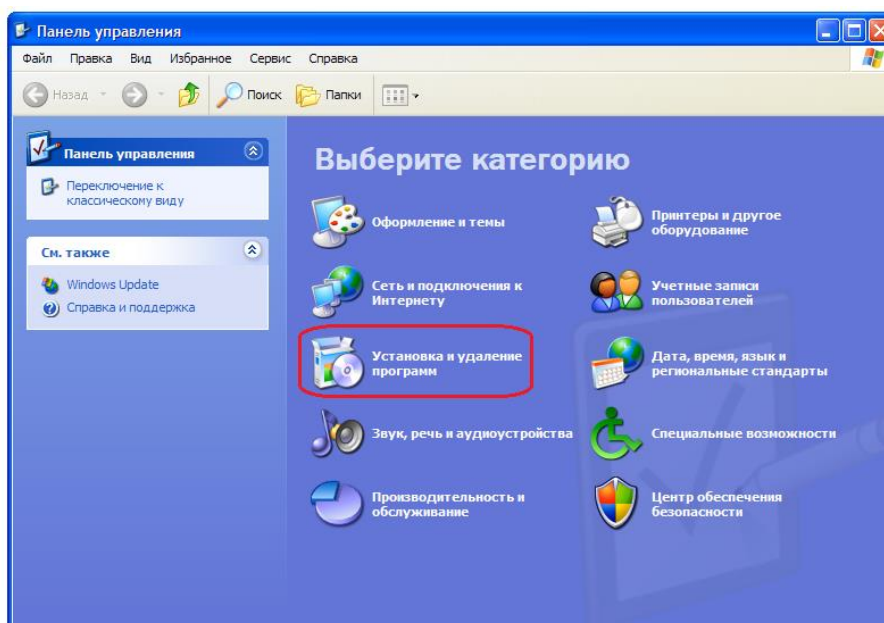 Панель управления
Файл Правка Вид Избранное Сервис Справка
Назад Поиск Папки
Панель управления
Переключение к
классическому виду
См. также
Windows Update
Справка и поддержка
Выберите категорию
Оформление и темы
Принтеры и другое
оборудование
Сеть и подключения к
Интернету
Учетные записи
пользователей
Установка и удаление
программ
Дата, время, язык и
региональные стандарты
Звук, речь и аудиоустройства
Специальные возможности
Производительность и
обслуживание
Центр обеспечения
безопасности